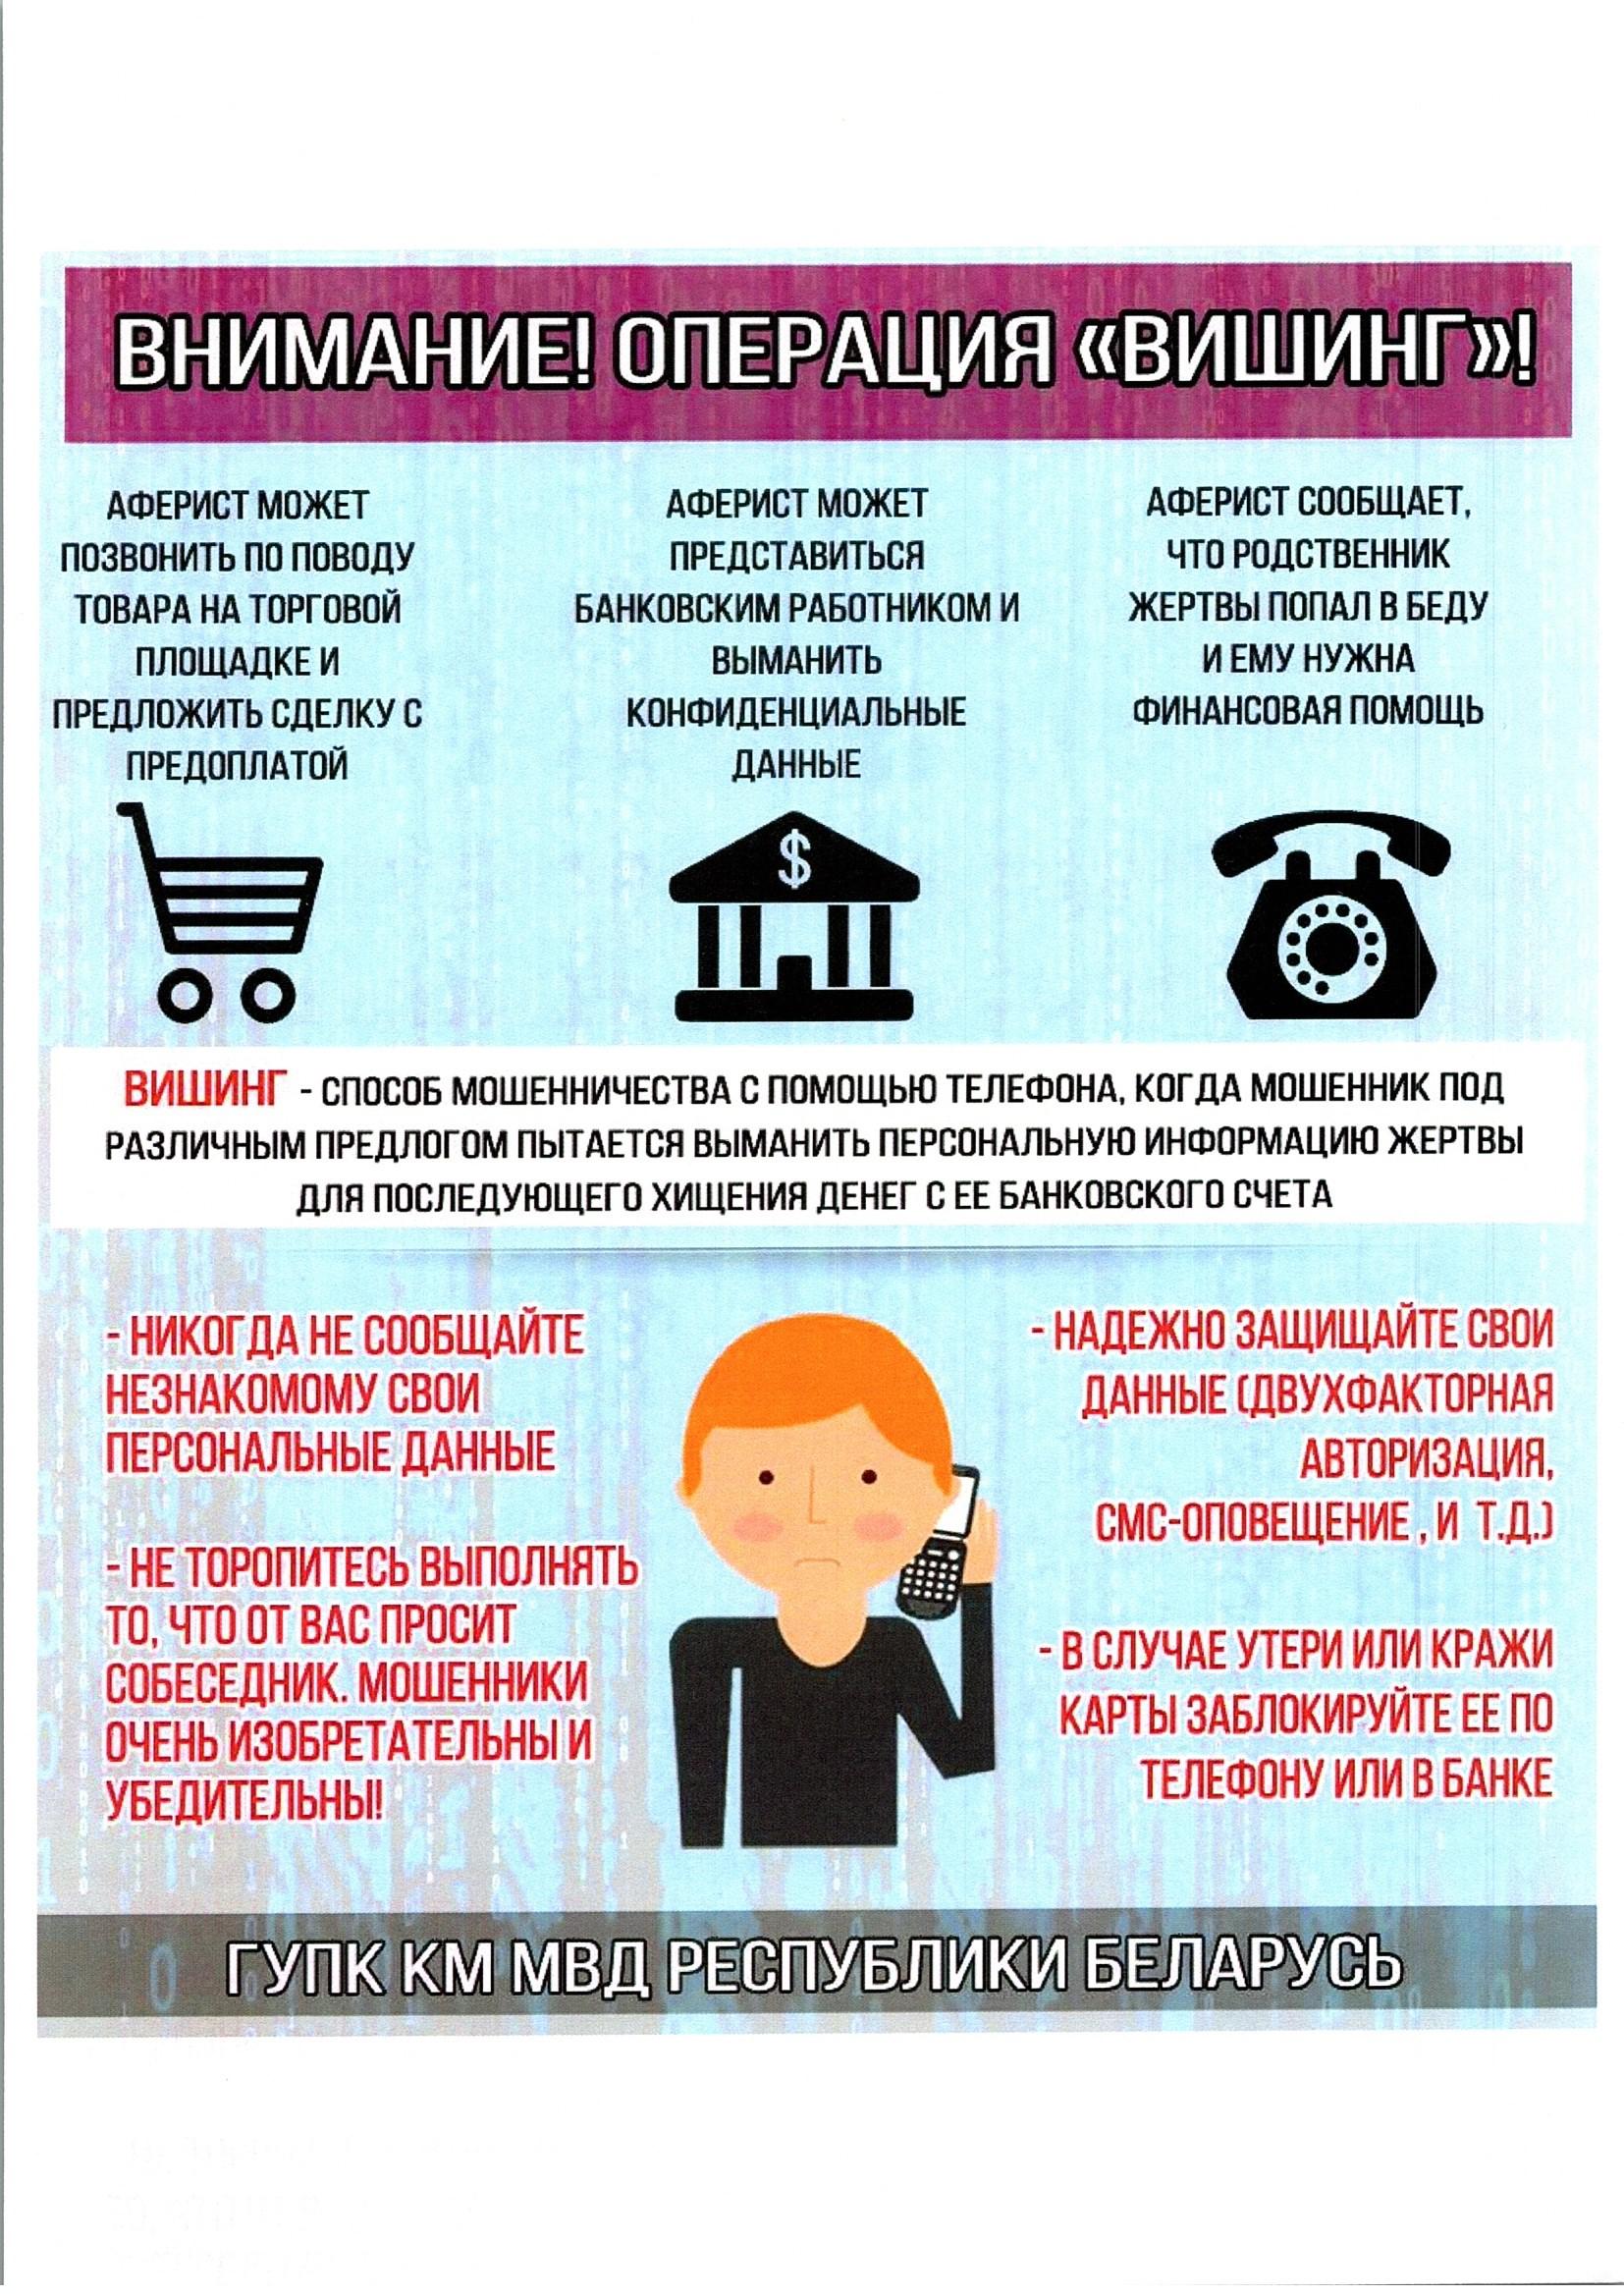 ВНИМАНИЕ! ОПЕРАЦИЯ «ВИШИНГ»!
АФЕРИСТ МОЖЕТ
ПОЗВОНИТЬ ПО ПОВОДУ
ТОВАРА НА ТОРГОВОЙ
ПЛОЩАДКЕ И
ПРЕДЛОЖИТЬ СДЕЛКУ С
ПРЕДОПЛАТОЙ
АФЕРИСТ МОЖЕТ
ПРЕДСТАВИТЬСЯ
БАНКОВСКИМ РАБОТНИКОМ И
ВЫМАНИТЬ
КОНФИДЕНЦИАЛЬНЫЕ
ДАННЫЕ
АФЕРИСТ СООБЩАЕТ,
ЧТО РОДСТВЕННИК
ЖЕРТВЫ ПОПАЛ В БЕДУ
И ЕМУ НУЖНА
ФИНАНСОВАЯ ПОМОЩЬ
$
ВИШИНГ - СПОСОБ МОШЕННИЧЕСТВА С ПОМОЩЬЮ ТЕЛЕФОНА, КОГДА МОШЕННИК ПОД
РАЗЛИЧНЫМ ПРЕДЛОГОМ ПЫТАЕТСЯ ВЫМАНИТЬ ПЕРСОНАЛЬНУЮ ИНФОРМАЦИЮ ЖЕРТВЫ
ДЛЯ ПОСЛЕДУЮЩЕГО ХИЩЕНИЯ ДЕНЕГ С ЕЕ БАНКОВСКОГО СЧЕТА
- НИКОГДА НЕ СООБЩАЙТЕ
НЕЗНАКОМОМУ СВОИ
ПЕРСОНАЛЬНЫЕ ДАННЫЕ
- НЕ ТОРОПИТЕСЬ ВЫПОЛНЯТЬ
ТО, ЧТО ОТ ВАС ПРОСИТ
СОБЕСЕДНИК. МОШЕННИКИ
ОЧЕНЬ ИЗОБРЕТАТЕЛЬНЫ И
УБЕДИТЕЛЬНЫ!
- НАДЕЖНО ЗАЩИЩАЙТЕ СВОИ
ДАННЫЕ (ДВУХФАКТОРНАЯ
АВТОРИЗАЦИЯ,
СМС-ОПОВЕЩЕНИЕ , И Т.Д.)
- В СЛУЧАЕ УТЕРИ ИЛИ КРАЖИ
КАРТЫ ЗАБЛОКИРУЙТЕ ЕЕ ПО
ТЕЛЕФОНУ ИЛИ В БАНКЕ
ГУПК КМ МВД РЕСПУБЛИКИ БЕЛАРУСЬ